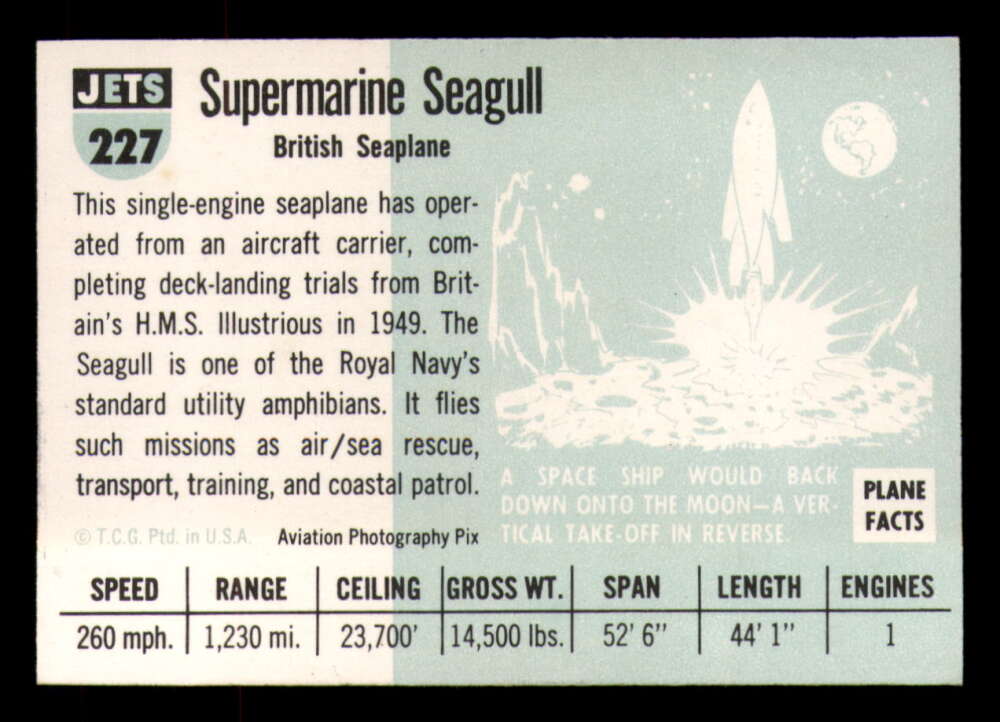 JETS
227
Supermarine Seagull
British Seaplane
This single-engine seaplane has oper-
ated from an aircraft carrier, com-
pleting deck-landing trials from Brit-
ain's H.M.S. Illustrious in 1949. The
Seagull is one of the Royal Navy's
standard utility amphibians. It flies
such missions as air/sea rescue,
transport, training, and coastal patrol.
© T.C.G. Ptd. in U.S.A. Aviation Photography Pix
A SPACE SHIP WOULD BACK
DOWN ONTO THE MOON—A VER-
TICAL TAKE-OFF IN REVERSE.
PLANE
FACTS
SPEED RANGE CEILING GROSS WT. SPAN LENGTH ENGINES
260 mph. 1,230 mi. 23,700' 14,500 lbs. 52' 6" 44' 1" 1